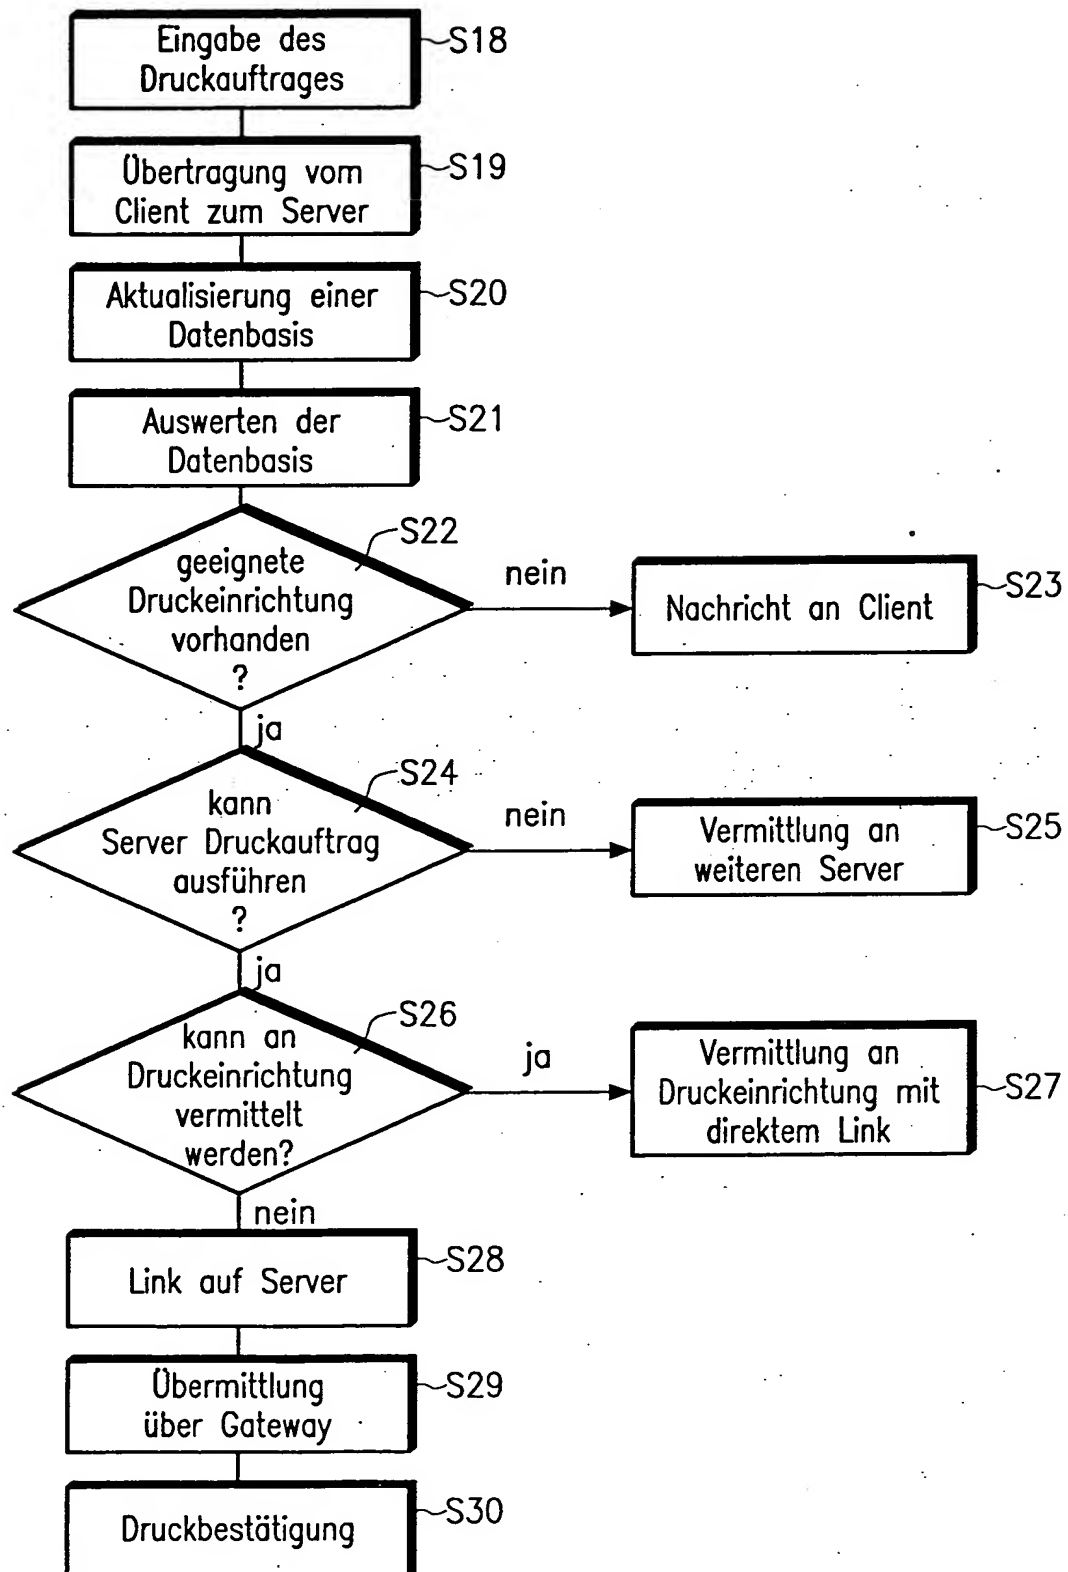 Eingabe des
Druckauftrages
S18
Übertragung vom
Client zum Server
S19
Aktualisierung einer
Datenbasis
S20
Auswerten der
Datenbasis
S21
geeignete
Druckeinrichtung
vorhanden
?
S22
nein
Nachricht an Client
S23
ja
kann
Server Druckauftrag
ausführen
?
S24
nein
Vermittlung an
weiteren Server
S25
ja
kann an
Druckeinrichtung
vermittelt
werden?
S26
ja
Vermittlung an
Druckeinrichtung mit
direktem Link
S27
nein
Link auf Server
S28
Übermittlung
über Gateway
S29
Druckbestätigung
S30